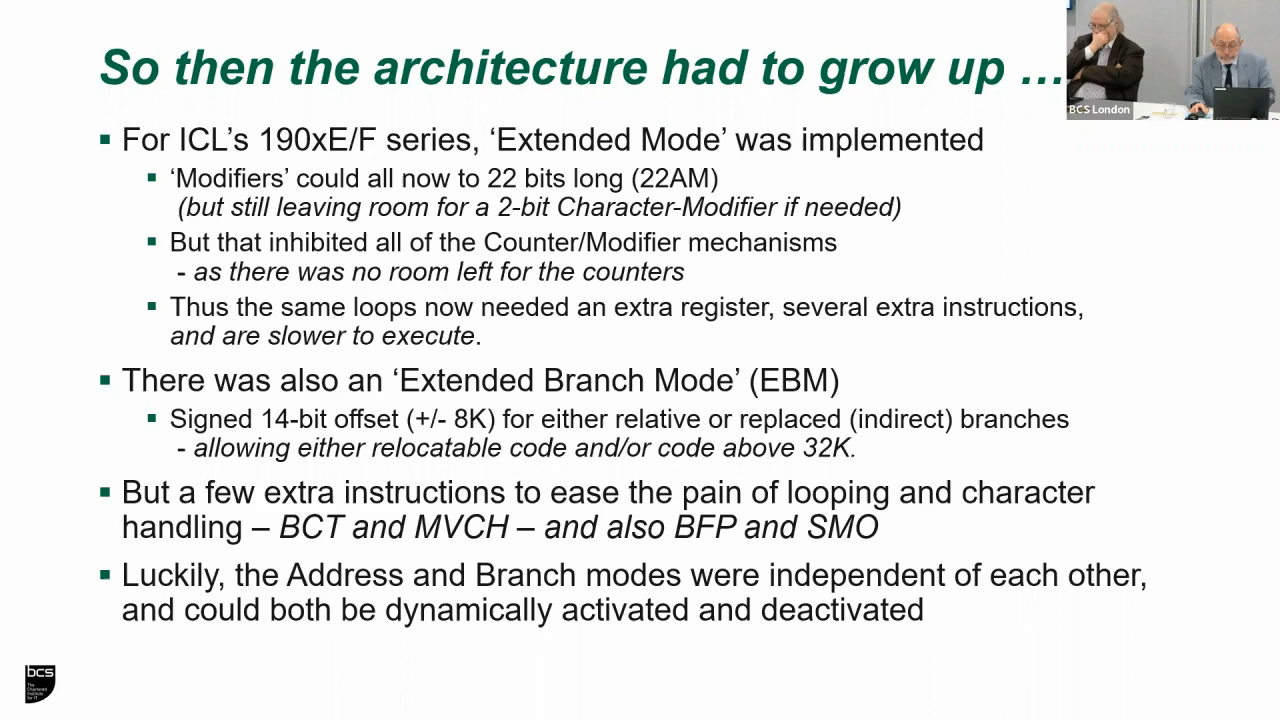 So then the architecture had to grow up …
BCS London
▪ For ICL’s 190xE/F series, ‘Extended Mode’ was implemented
▪ ‘Modifiers’ could all now to 22 bits long (22AM)
(but still leaving room for a 2-bit Character-Modifier if needed)
▪ But that inhibited all of the Counter/Modifier mechanisms
- as there was no room left for the counters
▪ Thus the same loops now needed an extra register, several extra instructions,
and are slower to execute.
▪ There was also an ‘Extended Branch Mode’ (EBM)
▪ Signed 14-bit offset (+/- 8K) for either relative or replaced (indirect) branches
- allowing either relocatable code and/or code above 32K.
▪ But a few extra instructions to ease the pain of looping and character
handling – BCT and MVCH – and also BFP and SMO
▪ Luckily, the Address and Branch modes were independent of each other,
and could both be dynamically activated and deactivated
bcs
The
Chartered
Institute
for IT